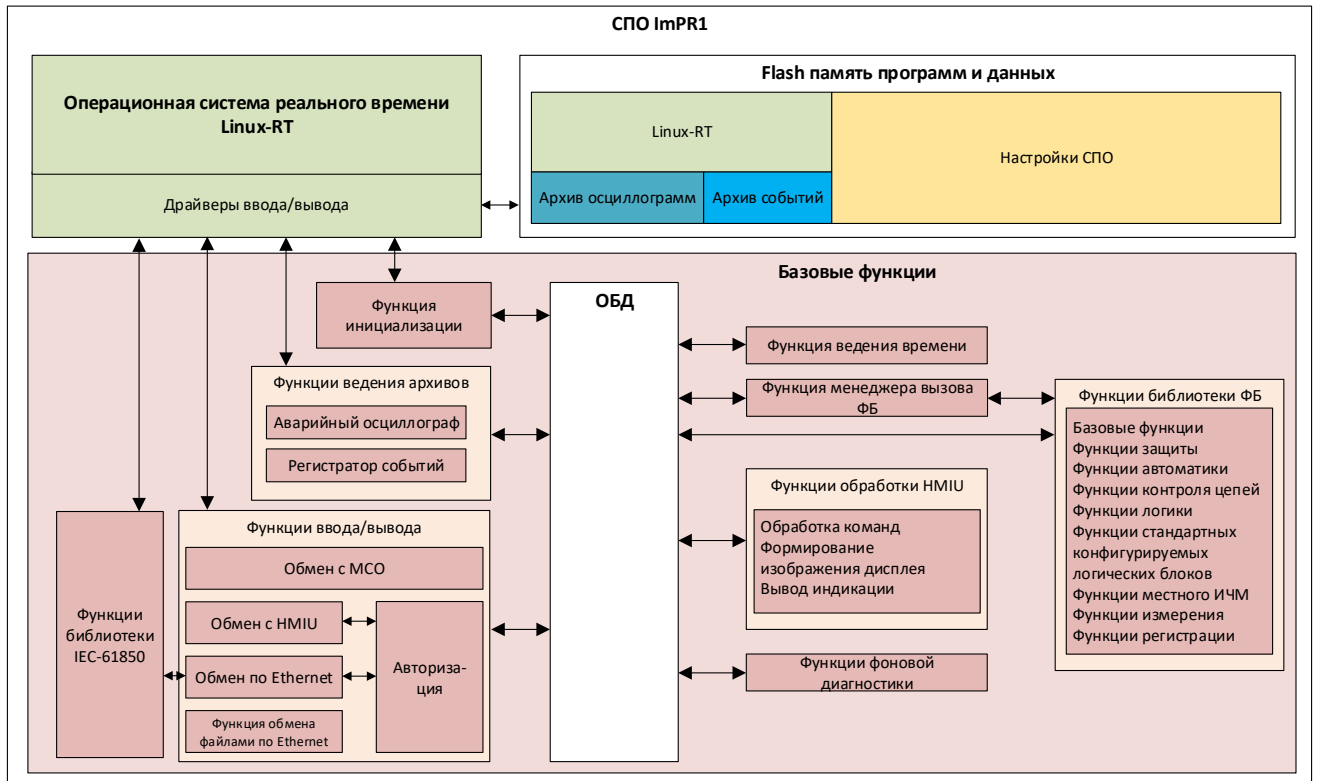 СПО ImPR1
Операционная система реального времени
Linux-RT
Драйверы ввода/вывода
Flash память программ и данных
Linux-RT
Настройки СПО
Архив осциллограмм
Архив событий
Базовые функции
Функция
инициализации
ОБД
Функции ведения архивов
Аварийный осциллограф
Регистратор событий
Функции
библиотеки
IEC-61850
Функции ввода/вывода
Обмен с МСО
Обмен с HMIU
Обмен по Ethernet
Функция обмена
файлами по Ethernet
Авториза-
ция
Функция ведения времени
Функция менеджера вызова
ФБ
Функции обработки HMIU
Обработка команд
Формирование
изображения дисплея
Вывод индикации
Функции фоновой
диагностики
Функции библиотеки ФБ
Базовые функции
Функции защиты
Функции автоматики
Функции контроля цепей
Функции логики
Функции стандартных
конфигурируемых
логических блоков
Функции местного ИЧМ
Функции измерения
Функции регистрации